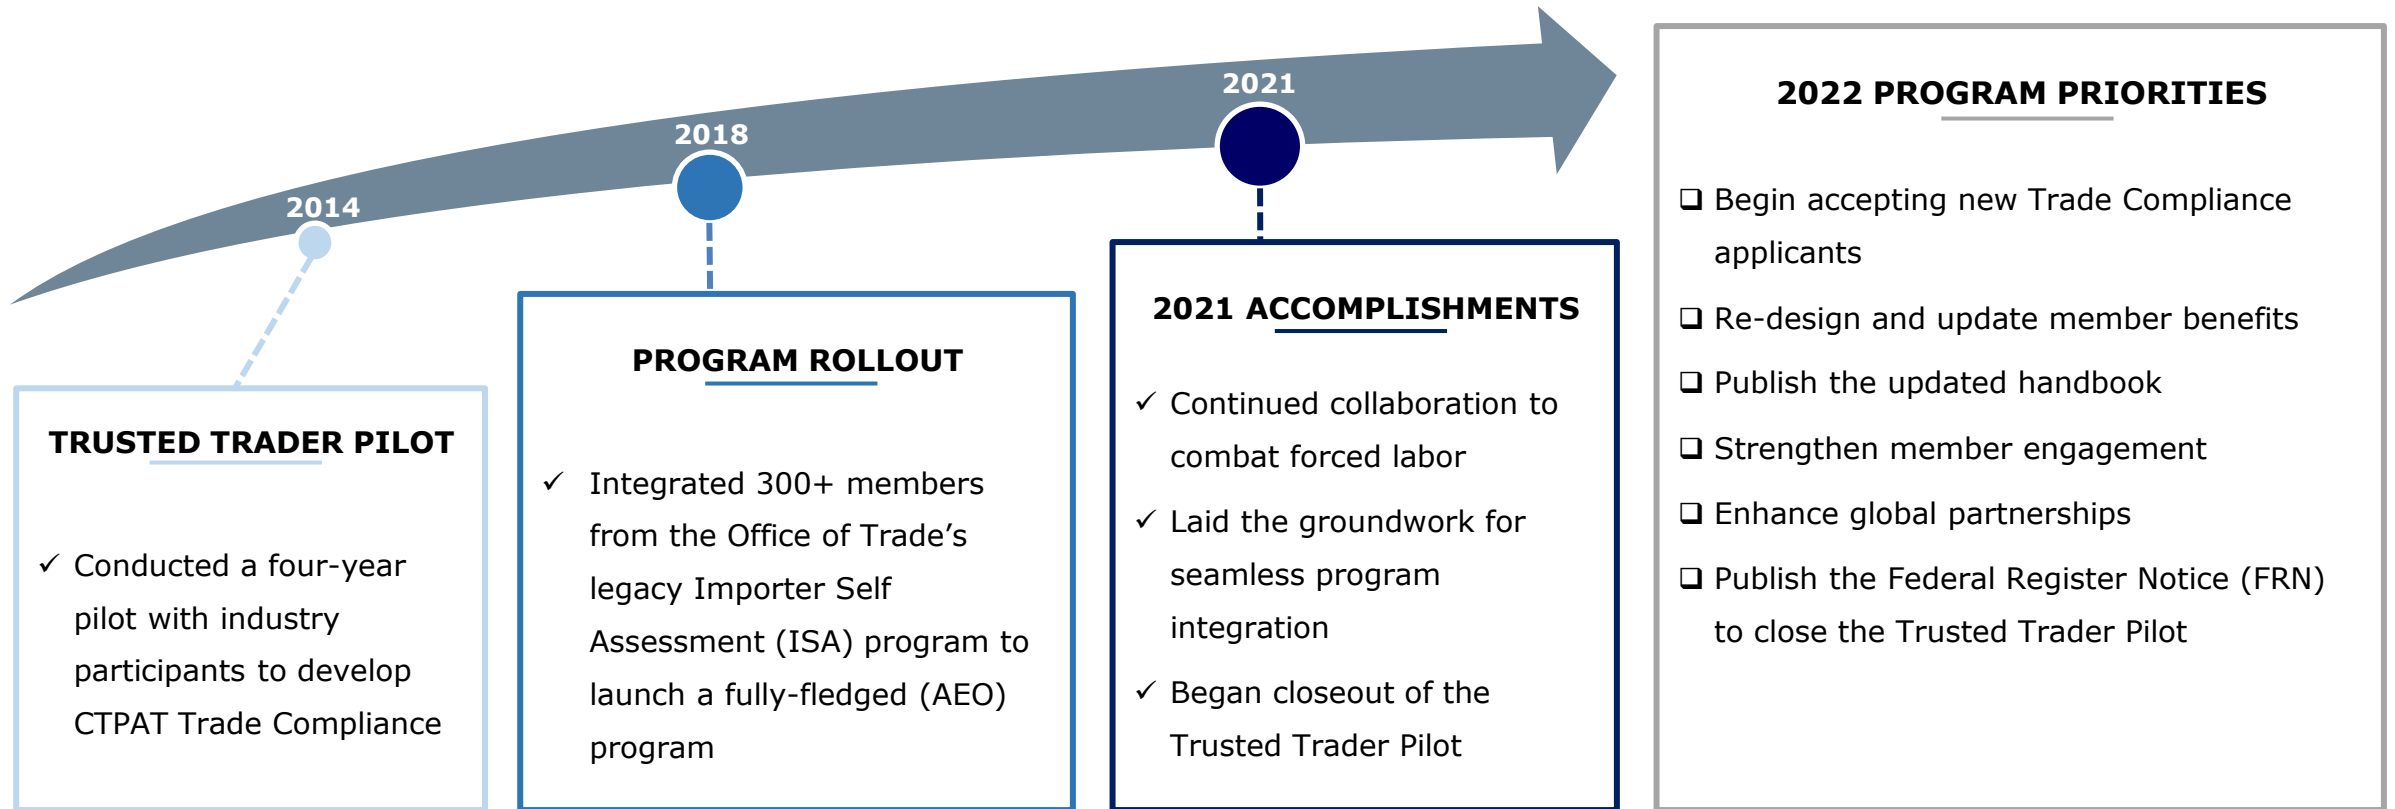 2014
2018
2021
TRUSTED TRADER PILOT
✓ Conducted a four-year
pilot with industry
participants to develop
CTPAT Trade Compliance
PROGRAM ROLLOUT
✓ Integrated 300+ members
from the Office of Trade’s
legacy Importer Self
Assessment (ISA) program to
launch a fully-fledged (AEO)
program
2021 ACCOMPLISHMENTS
✓ Continued collaboration to
combat forced labor
✓ Laid the groundwork for
seamless program
integration
✓ Began closeout of the
Trusted Trader Pilot
2022 PROGRAM PRIORITIES
❑ Begin accepting new Trade Compliance
applicants
❑ Re-design and update member benefits
❑ Publish the updated handbook
❑ Strengthen member engagement
❑ Enhance global partnerships
❑ Publish the Federal Register Notice (FRN)
to close the Trusted Trader Pilot